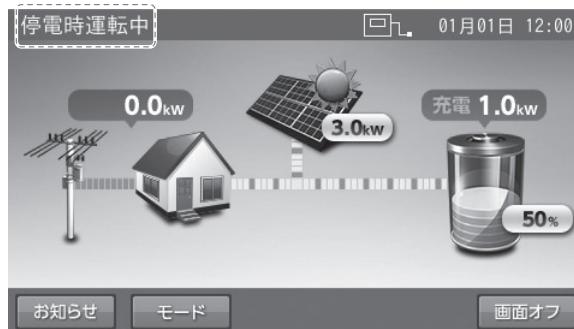 停電時運転中
01月01日 12:00
0.0kw
3.0kw
充電 1.0kw
50%
お知らせ
モード
画面オフ